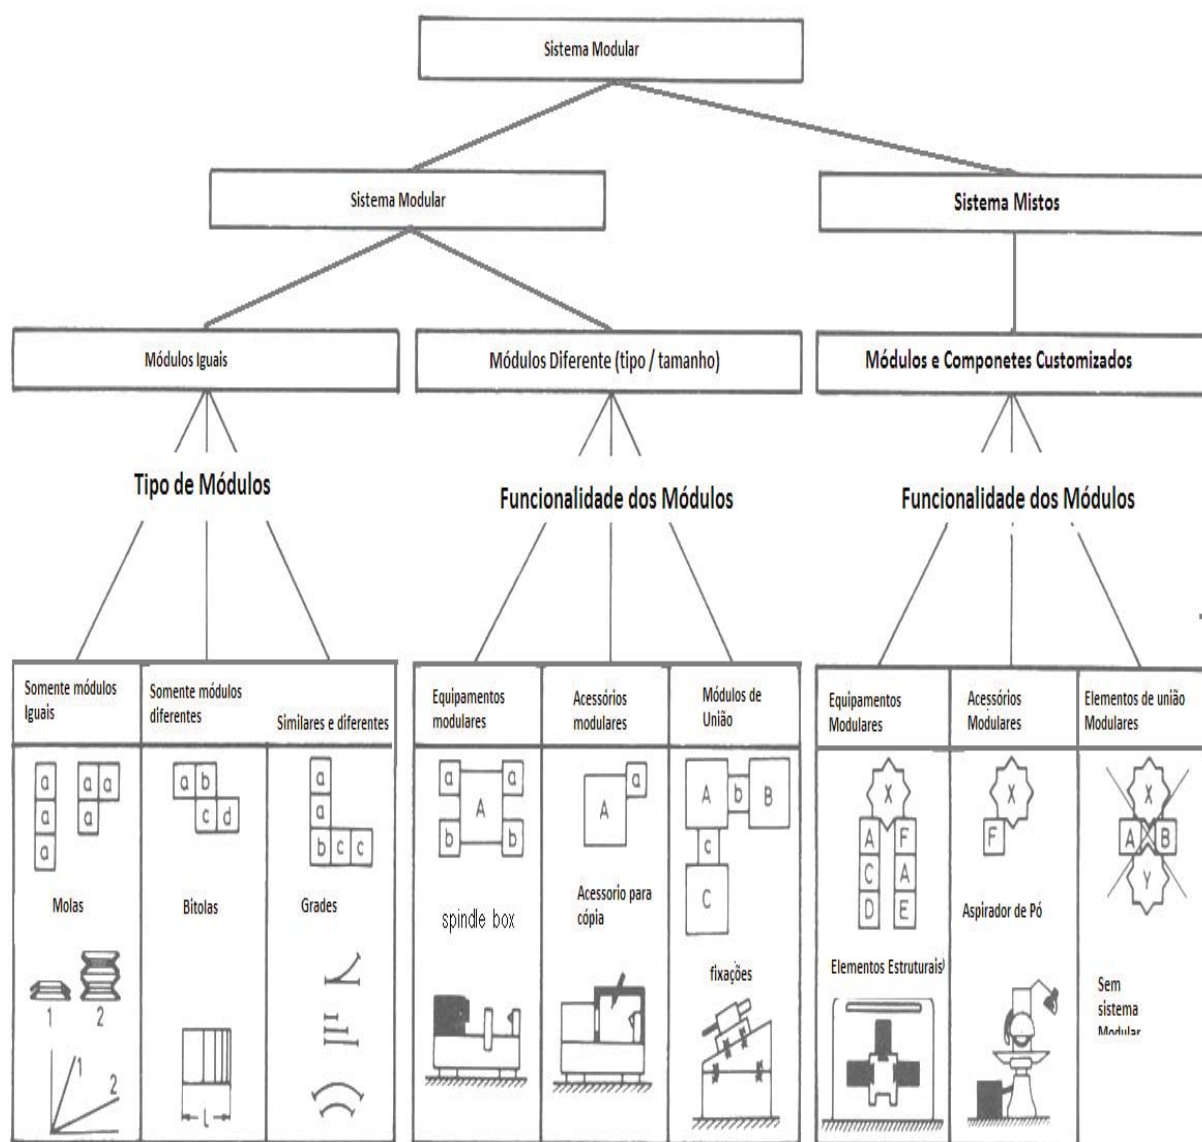 Sistema Modular
Sistema Modular
Sistema Mistos
Módulos Iguais
Módulos Diferente (tipo / tamanho)
Módulos e Componetes Customizados
Tipo de Módulos
Funcionalidade dos Módulos
Funcionalidade dos Módulos
Somente módulos
Iguais
Somente módulos
diferentes
Similares e diferentes
Equipamentos
modulares
Acessórios
modulares
Módulos de
União
Equipamentos
Modulares
Acessórios
Modulares
Elementos de união
Modulares
a
a
a
a a
a
a b
c d
a
a
b c c
a a
A
b b
a
A
A b B
c
C
X
A F
C A
D E
X
F
X
A B
Y
Molas
Bitolas
Grades
spindle box
Acessorio para
cópia
fixações
Elementos Estruturais
Aspirador de Pó
Sem
sistema
Modular
1 2
1
2
L